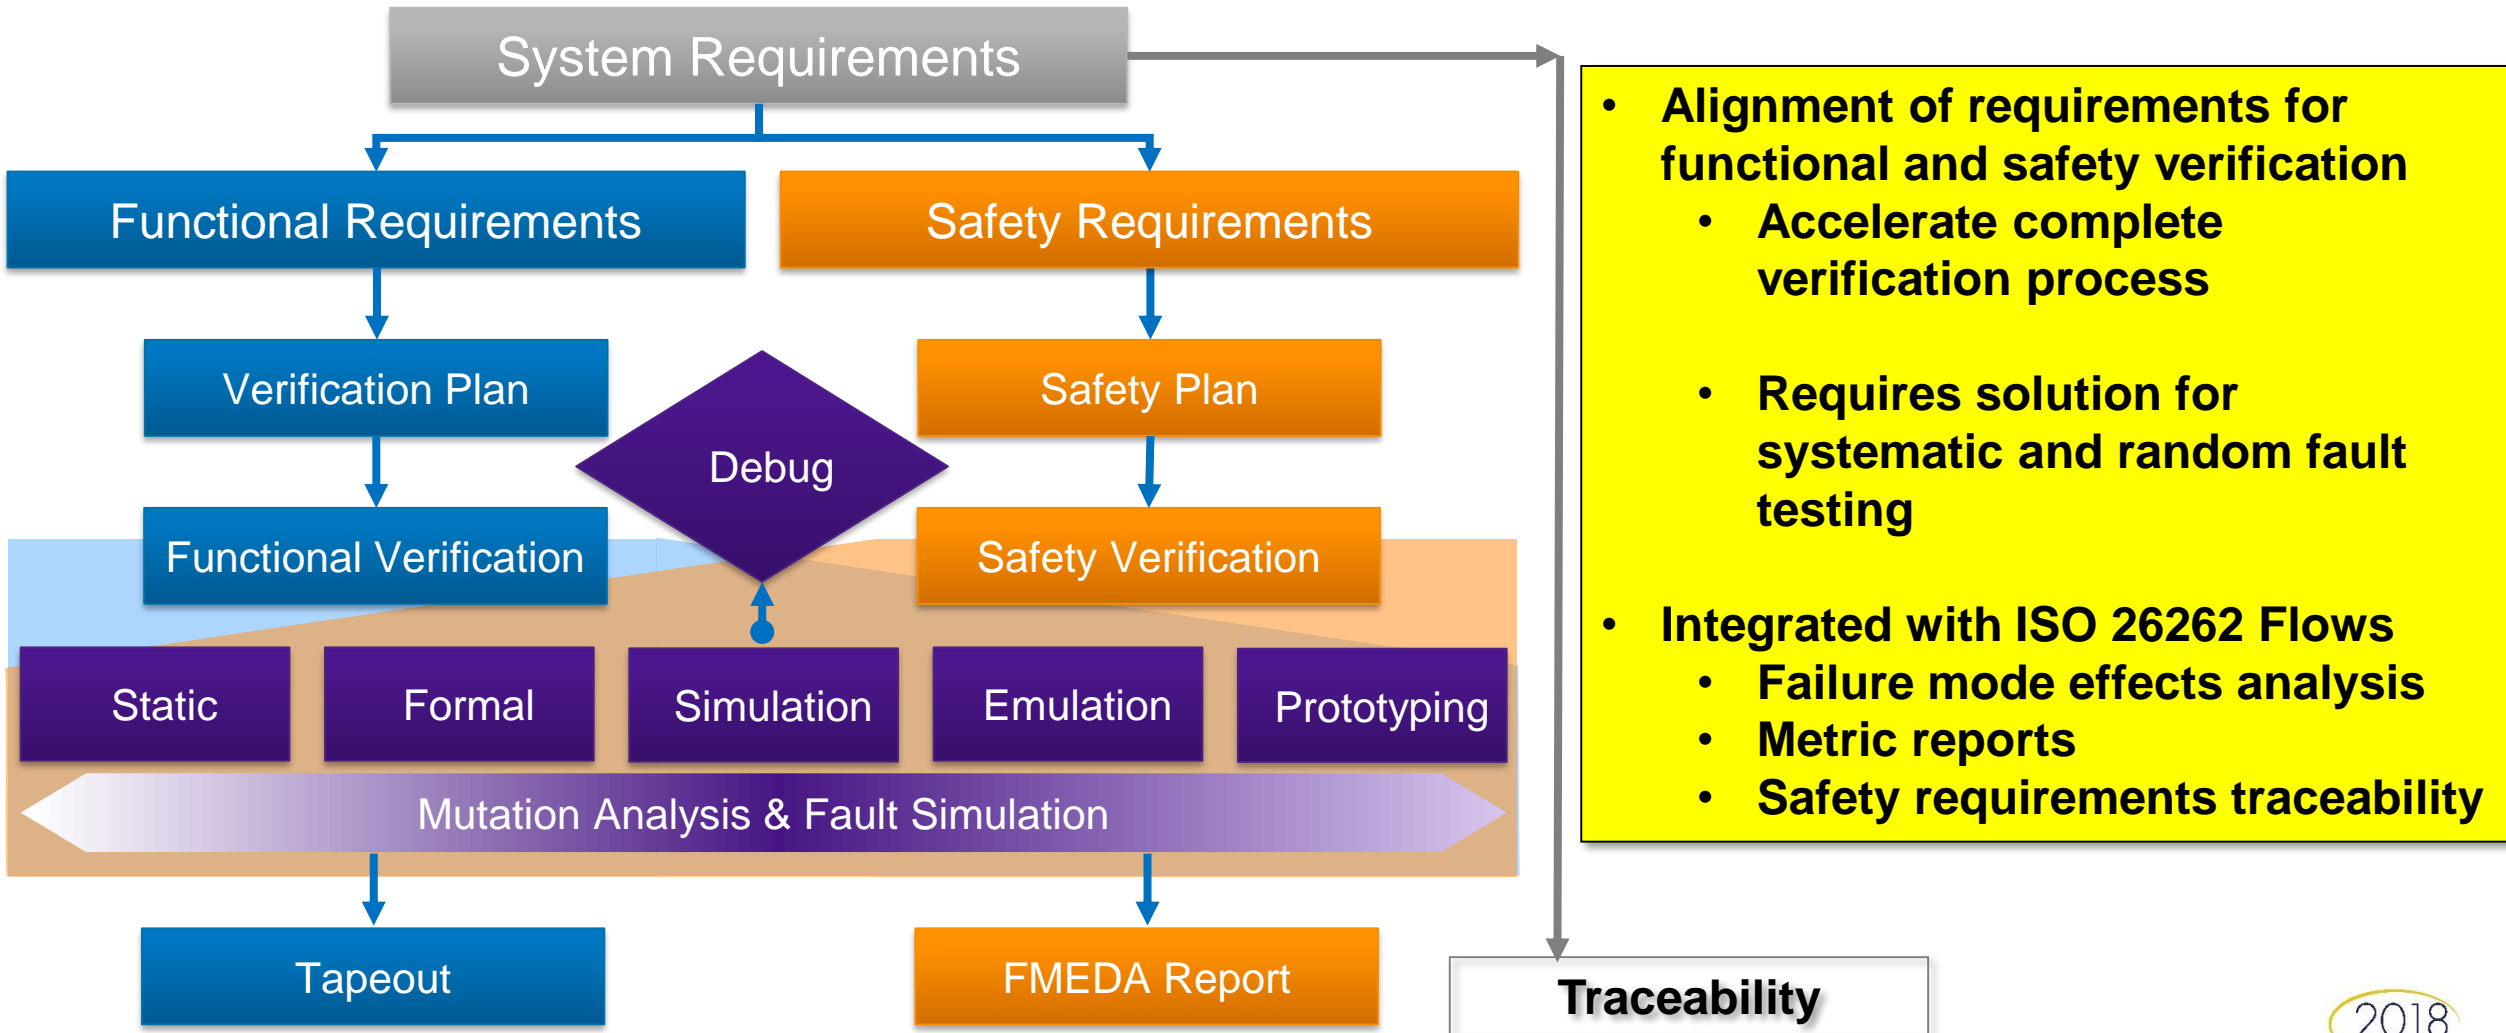 System Requirements
Functional Requirements
Safety Requirements
Verification Plan
Safety Plan
Debug
Functional Verification
Safety Verification
Static
Formal
Simulation
Emulation
Prototyping
Mutation Analysis & Fault Simulation
Tapeout
FMEDA Report
Traceability
• Alignment of requirements for
functional and safety verification
• Accelerate complete
verification process
• Requires solution for
systematic and random fault
testing
• Integrated with ISO 26262 Flows
• Failure mode effects analysis
• Metric reports
• Safety requirements traceability
2018